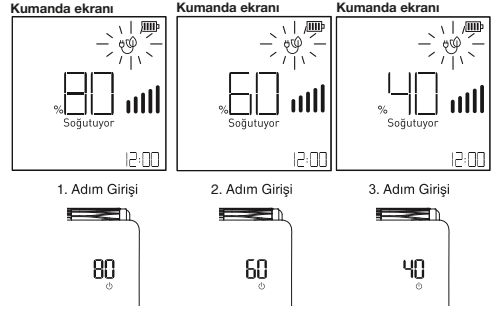 Kumanda ekranı Kumanda ekranı Kumanda ekranı
80 60 40
% % %
Soğutuyor Soğutuyor Soğutuyor
12:00 12:00 12:00
1. Adım Girişi 2. Adım Girişi 3. Adım Girişi
80 60 40